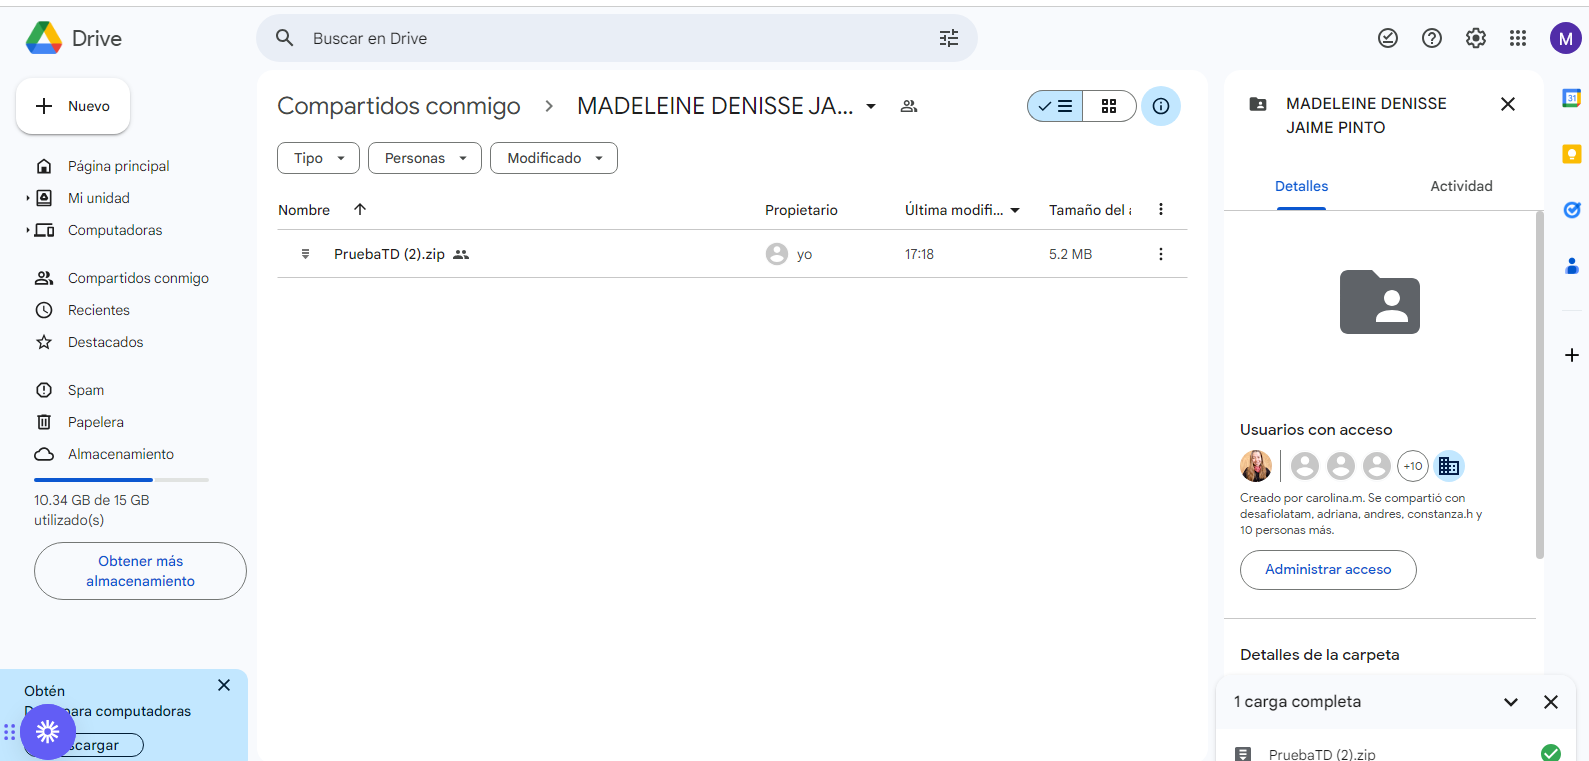 Drive
Buscar en Drive
M
Nuevo
Página principal
Mi unidad
Computadoras
Compartidos conmigo
Recientes
Destacados
Spam
Papelera
Almacenamiento
10.34 GB de 15 GB
utilizado(s)
Obtener más
almacenamiento
Obtén
para computadoras
Compartidos conmigo > MADELEINE DENISSE JA...
Tipo
Personas
Modificado
Nombre
Propietario
Última modifi...
Tamaño del
PruebaTD (2).zip
yo
17:18
5.2 MB
MADELEINE DENISSE
JAIME PINTO
Detalles
Actividad
Usuarios con acceso
+10
Creado por carolina.m. Se compartió con
desafiolatam, adriana, andres, constanza.h y
10 personas más.
Administrar acceso
Detalles de la carpeta
1 carga completa
PruebaTD (2).zip
31